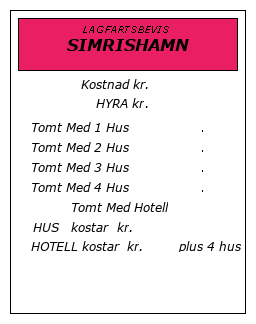 LAGFARTSBEVIS
SIMRISHAMN
Kostnad kr.
HYRA kr.
Tomt Med 1 Hus .
Tomt Med 2 Hus .
Tomt Med 3 Hus .
Tomt Med 4 Hus .
Tomt Med Hotell
HUS kostar kr.
HOTELL kostar kr. plus 4 hus